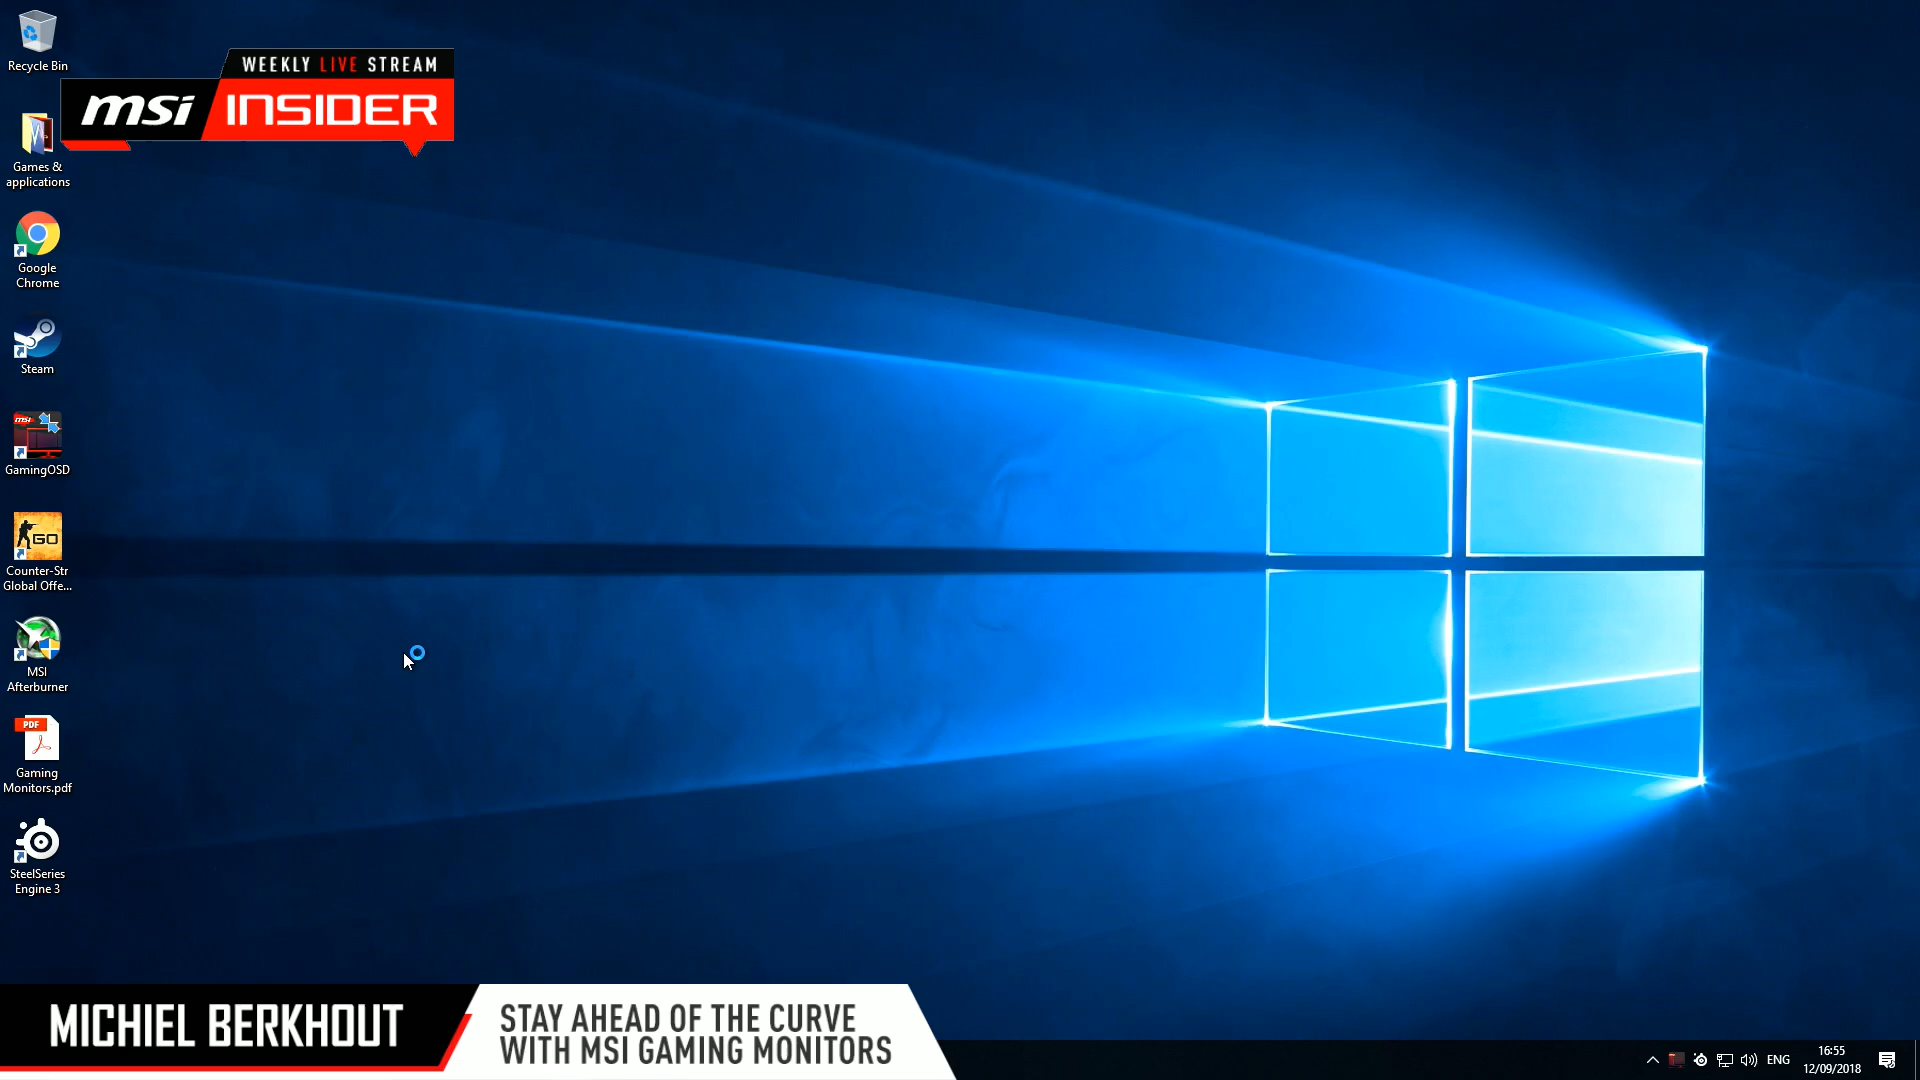 Recycle Bin
WEEKLY LIVE STREAM
msi INSIDER
Games &
applications
Google
Chrome
Steam
msi
GamingOSD
GO
Counter-Str
Global Offe...
MSI
Afterburner
PDF
Gaming
Monitors.pdf
SteelSeries
Engine 3
MICHIEL BERKHOUT
STAY AHEAD OF THE CURVE
WITH MSI GAMING MONITORS
ENG
16:55
12/09/2018